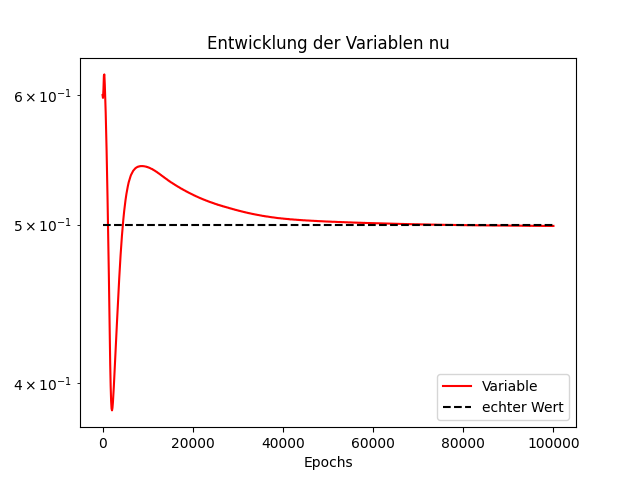 Entwicklung der Variablen nu
6 × 10⁻¹
5 × 10⁻¹
4 × 10⁻¹
Variable
echter Wert
0 20000 40000 60000 80000 100000
Epochs